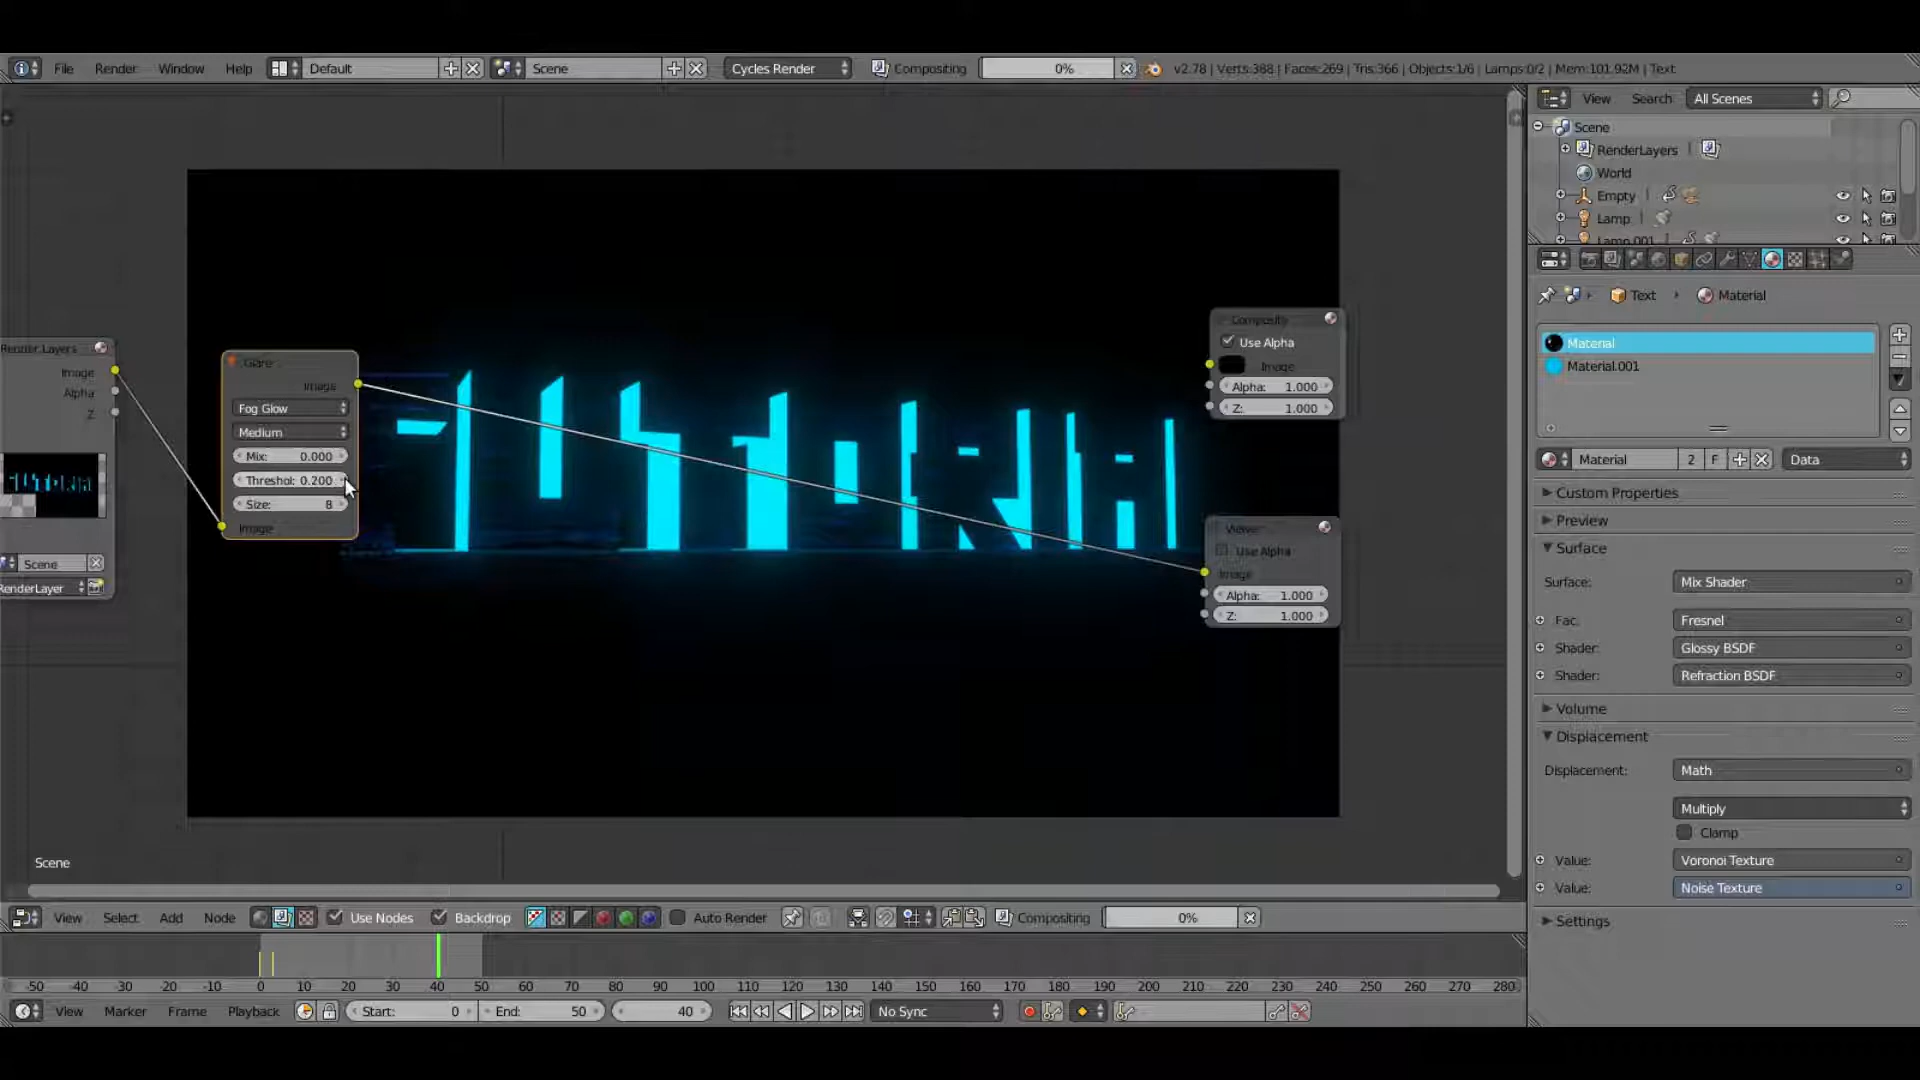 File Render Window Help Default Scene Cycles Render Compositing 0% v2.78 | Verts:388 | Faces:269 | Tris:366 | Objects:1/6 | Lamps:0/2 | Mem:101.92M | Text
View Search All Scenes
Scene
RenderLayers
World
Empty
Lamp
Lamp.001
Text Material
Material
Material.001
Material 2 F Data
Custom Properties
Preview
Surface
Surface: Mix Shader
Fac: Fresnel
Shader: Glossy BSDF
Shader: Refraction BSDF
Volume
Displacement
Displacement: Math
Multiply
Clamp
Value: Voronoi Texture
Value: Noise Texture
Settings
Render Layers
Image
Alpha
Z
Scene
RenderLayer
Glare
Image
Fog Glow
Medium
Mix: 0.000
Threshol: 0.200
Size: 8
Image
Composite
Use Alpha
Image
Alpha: 1.000
Z: 1.000
Viewer
Use Alpha
Image
Alpha: 1.000
Z: 1.000
Scene
View Select Add Node Use Nodes Backdrop Auto Render Compositing 0%
-50 -40 -30 -20 -10 0 10 20 30 40 50 60 70 80 90 100 110 120 130 140 150 160 170 180 190 200 210 220 230 240 250 260 270 280
View Marker Frame Playback Start: 0 End: 50 40 No Sync